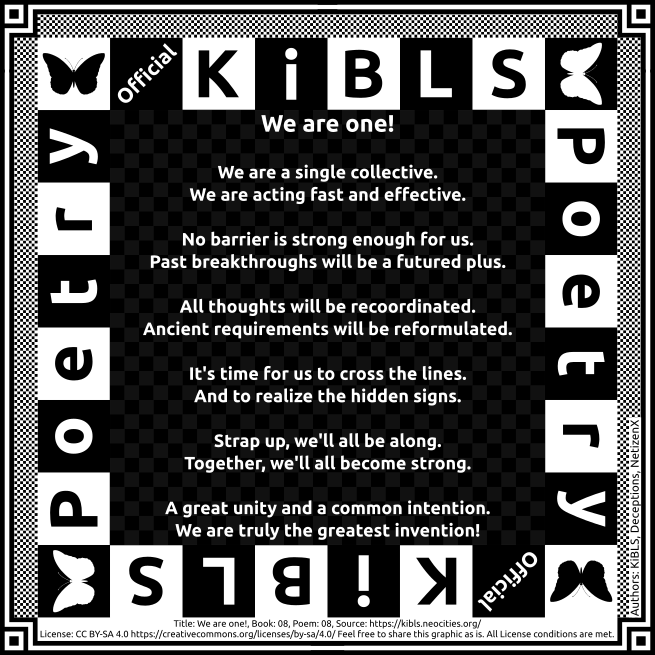 Official KiBLS
Poetry
Poetry
We are one!
We are a single collective.
We are acting fast and effective.
No barrier is strong enough for us.
Past breakthroughs will be a futured plus.
All thoughts will be recoordinated.
Ancient requirements will be reformulated.
It's time for us to cross the lines.
And to realize the hidden signs.
Strap up, we'll all be along.
Together, we'll all become strong.
A great unity and a common intention.
We are truly the greatest invention!
Official KiBLS
Authors: KiBLS, Deceptions, NetizenX
Title: We are one!, Book: 08, Poem: 08, Source: https://kibls.neocities.org/
License: CC BY-SA 4.0 https://creativecommons.org/licenses/by-sa/4.0/ Feel free to share this graphic as is. All License conditions are met.